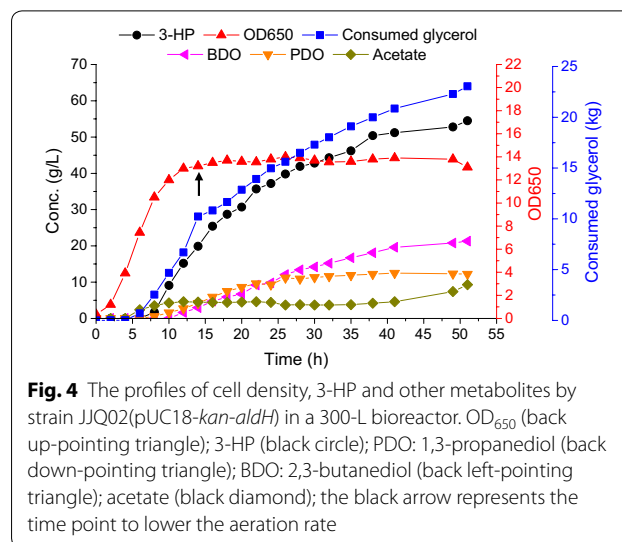 3-HP OD650 Consumed glycerol
BDO PDO Acetate
70
60
50
40
30
20
10
0
Conc. (g/L)
22
20
18
16
14
12
10
8
6
4
2
0
OD650
25
20
15
10
5
0
Consumed glycerol (kg)
0 5 10 15 20 25 30 35 40 45 50 55
Time (h)
Fig. 4 The profiles of cell density, 3-HP and other metabolites by
strain JJQ02(pUC18-kan-aldH) in a 300-L bioreactor. OD650 (back
up-pointing triangle); 3-HP (black circle); PDO: 1,3-propanediol (back
down-pointing triangle); BDO: 2,3-butanediol (back left-pointing
triangle); acetate (black diamond); the black arrow represents the
time point to lower the aeration rate